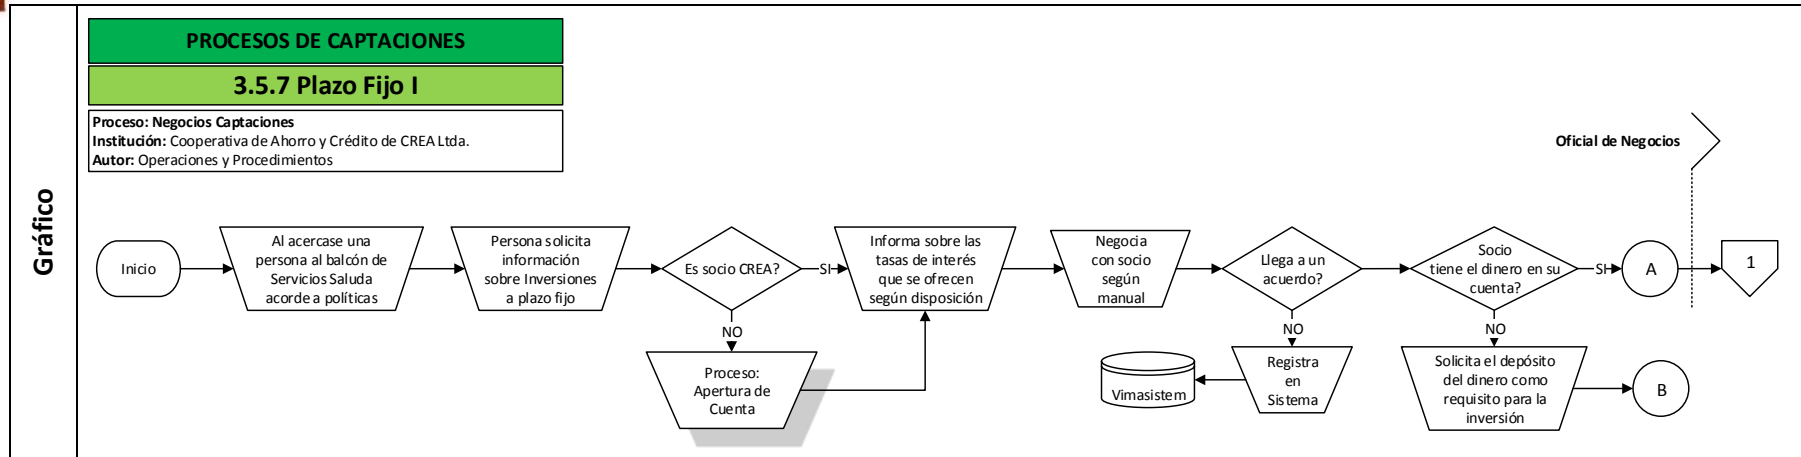 PROCESOS DE CAPTACIONES
3.5.7 Plazo Fijo I
Proceso: Negocios Captaciones
Institución: Cooperativa de Ahorro y Crédito de CREA Ltda.
Autor: Operaciones y Procedimientos
Gráfico
Oficial de Negocios
Inicio
Al acercase una
persona al balcón de
Servicios Saluda
acorde a políticas
Persona solicita
información
sobre Inversiones
a plazo fijo
Es socio CREA?
SI
NO
Proceso:
Apertura de
Cuenta
Informa sobre las
tasas de interés
que se ofrecen
según disposición
Negocia
con socio
según
manual
Llega a un
acuerdo?
NO
Registra
en
Sistema
Vimasistem
Socio
tiene el dinero en su
cuenta?
SI
NO
Solicita el depósito
del dinero como
requisito para la
inversión
A
B
1